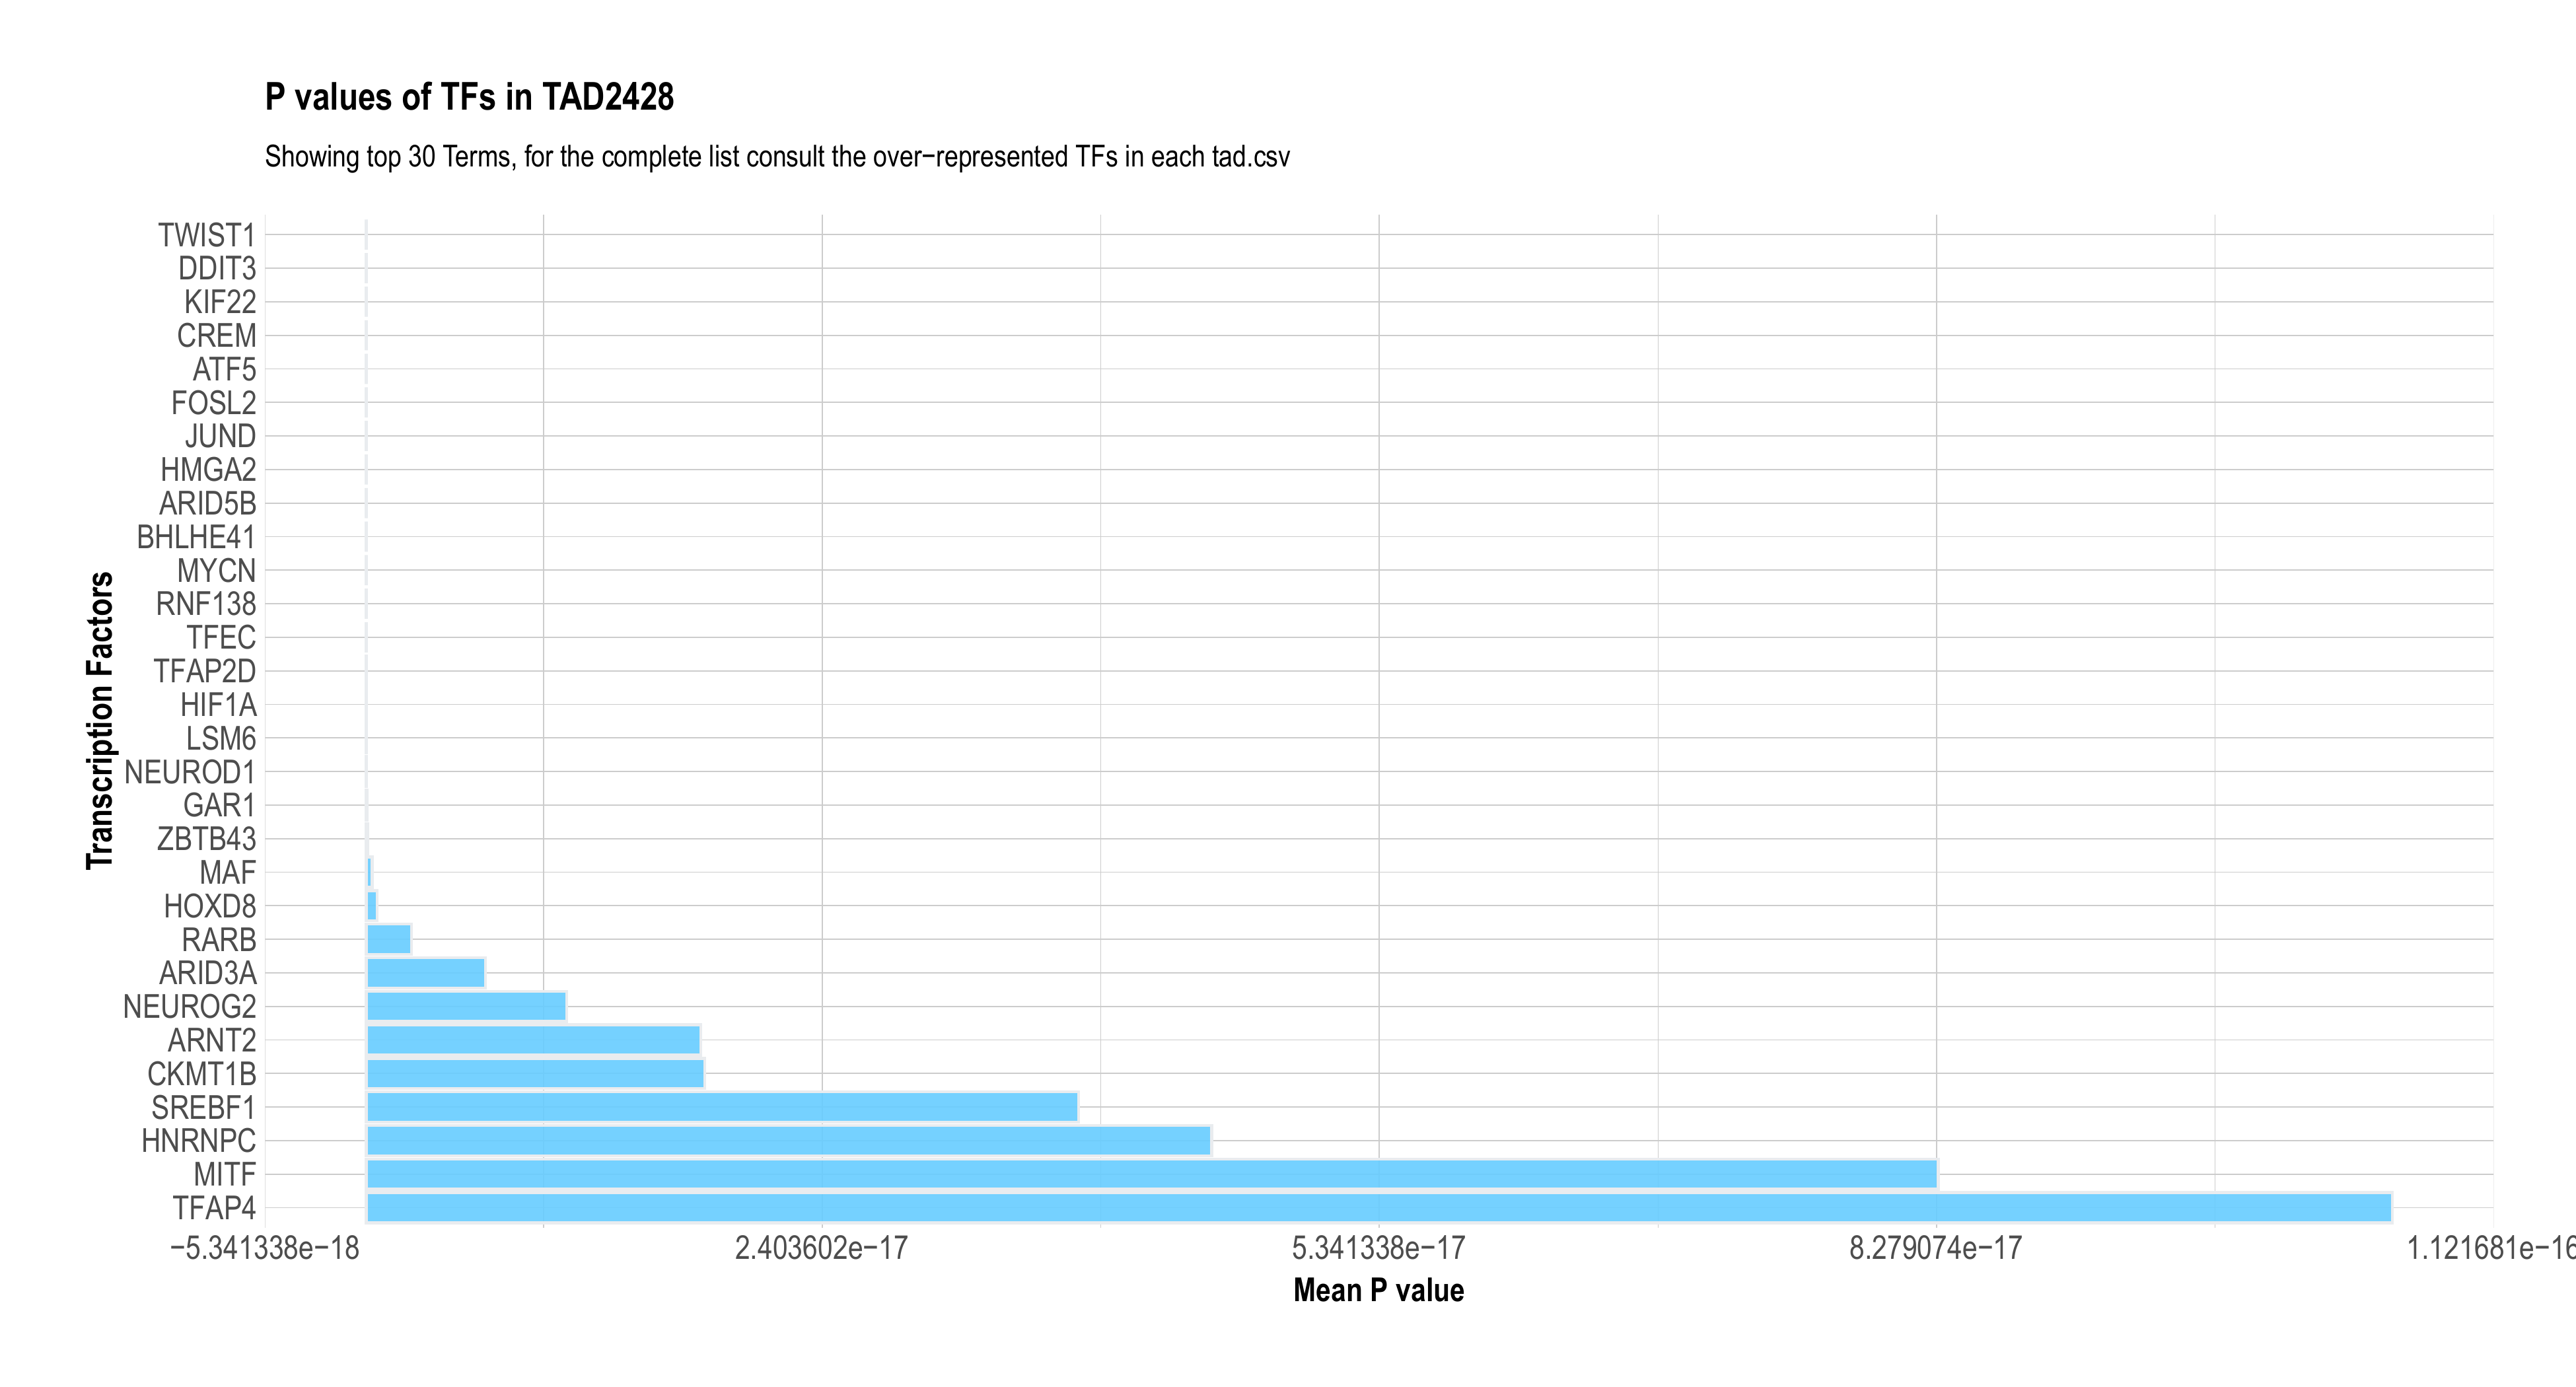 P values of TFs in TAD2428
Showing top 30 Terms, for the complete list consult the over−represented TFs in each tad.csv
Transcription Factors
TWIST1
DDIT3
KIF22
CREM
ATF5
FOSL2
JUND
HMGA2
ARID5B
BHLHE41
MYCN
RNF138
TFEC
TFAP2D
HIF1A
LSM6
NEUROD1
GAR1
ZBTB43
MAF
HOXD8
RARB
ARID3A
NEUROG2
ARNT2
CKMT1B
SREBF1
HNRNPC
MITF
TFAP4
−5.341338e−18 2.403602e−17 5.341338e−17 8.279074e−17 1.121681e−16
Mean P value